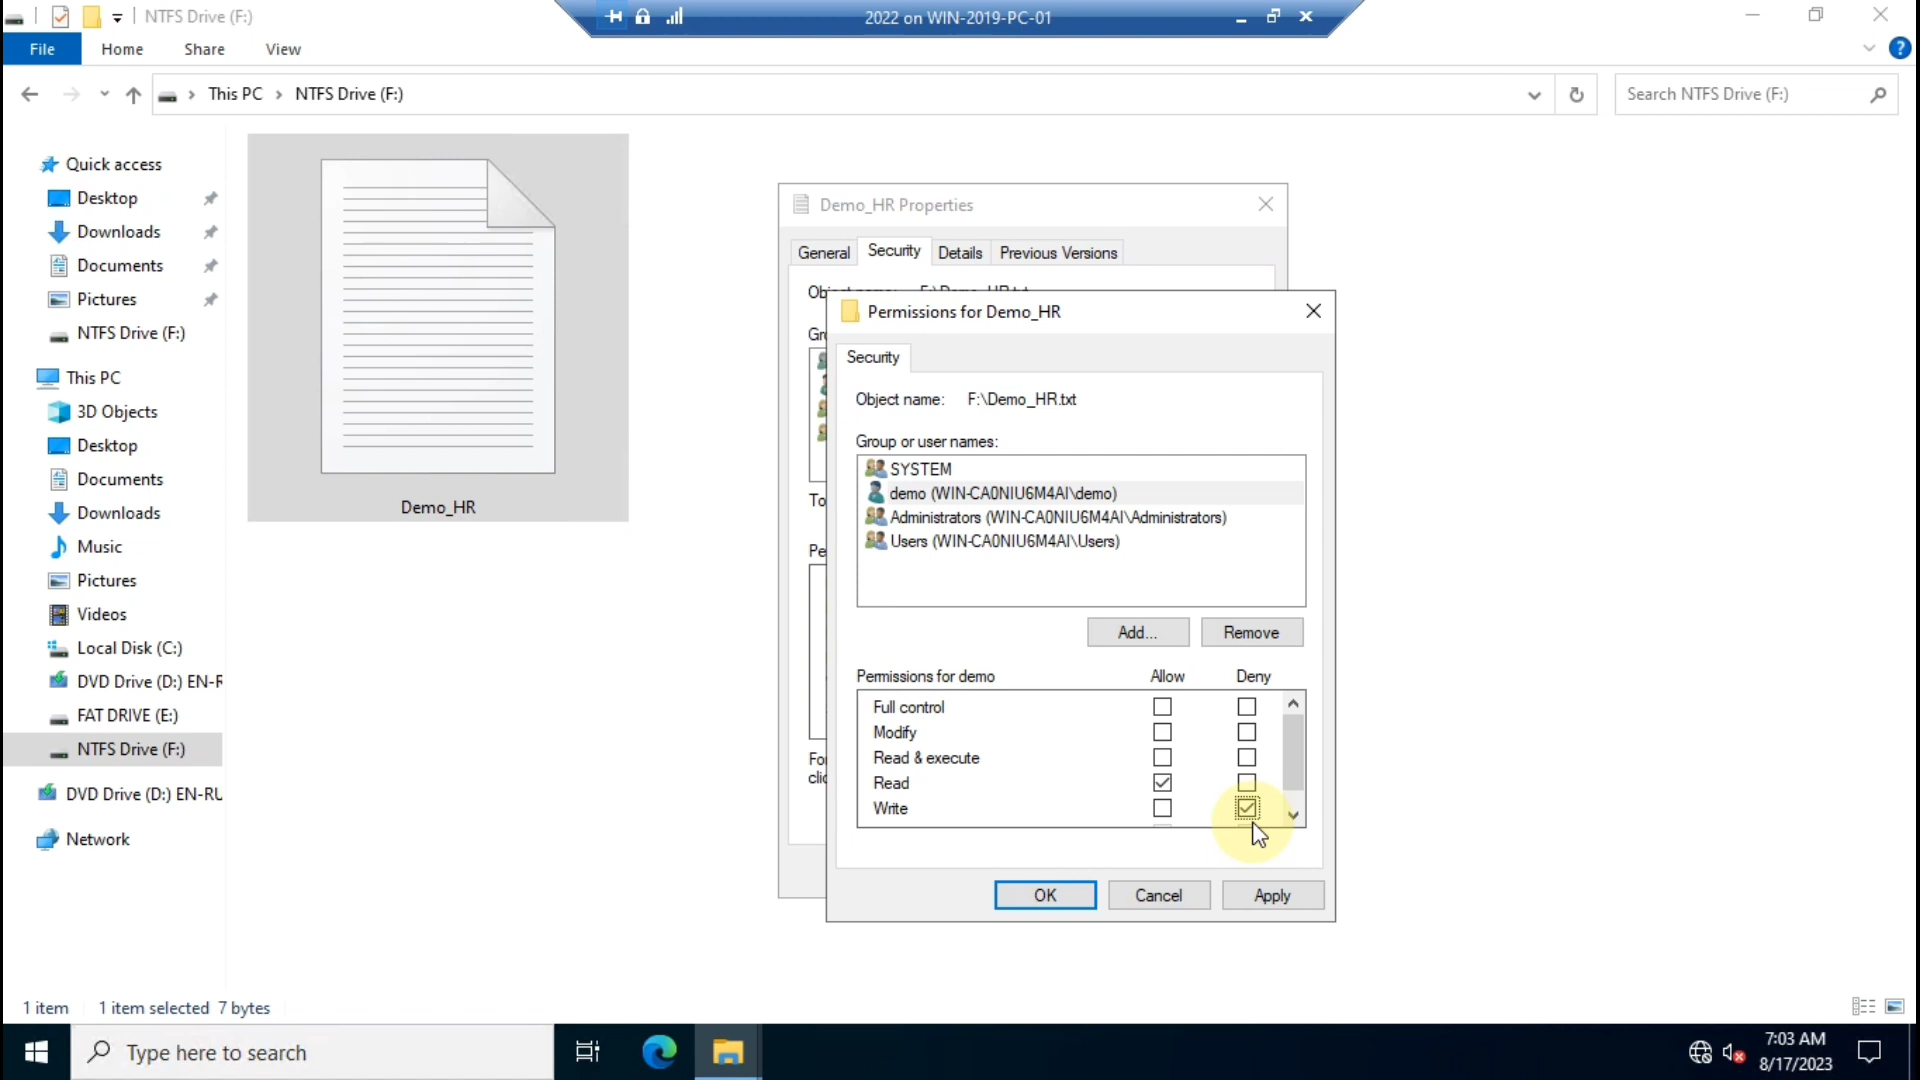 NTFS Drive (F:)
2022 on WIN-2019-PC-01
File
Home
Share
View
This PC
NTFS Drive (F:)
Search NTFS Drive (F:)
Quick access
Desktop
Downloads
Documents
Pictures
NTFS Drive (F:)
This PC
3D Objects
Desktop
Documents
Downloads
Music
Pictures
Videos
Local Disk (C:)
DVD Drive (D:) EN-R
FAT DRIVE (E:)
NTFS Drive (F:)
DVD Drive (D:) EN-RU
Network
Demo_HR
Demo_HR Properties
General
Security
Details
Previous Versions
Permissions for Demo_HR
Security
Object name: F:\Demo_HR.txt
Group or user names:
SYSTEM
demo (WIN-CA0NIU6M4AI\demo)
Administrators (WIN-CA0NIU6M4AI\Administrators)
Users (WIN-CA0NIU6M4AI\Users)
Add...
Remove
Permissions for demo
Allow
Deny
Full control
Modify
Read & execute
Read
Write
OK
Cancel
Apply
1 item
1 item selected 7 bytes
Type here to search
7:03 AM
8/17/2023